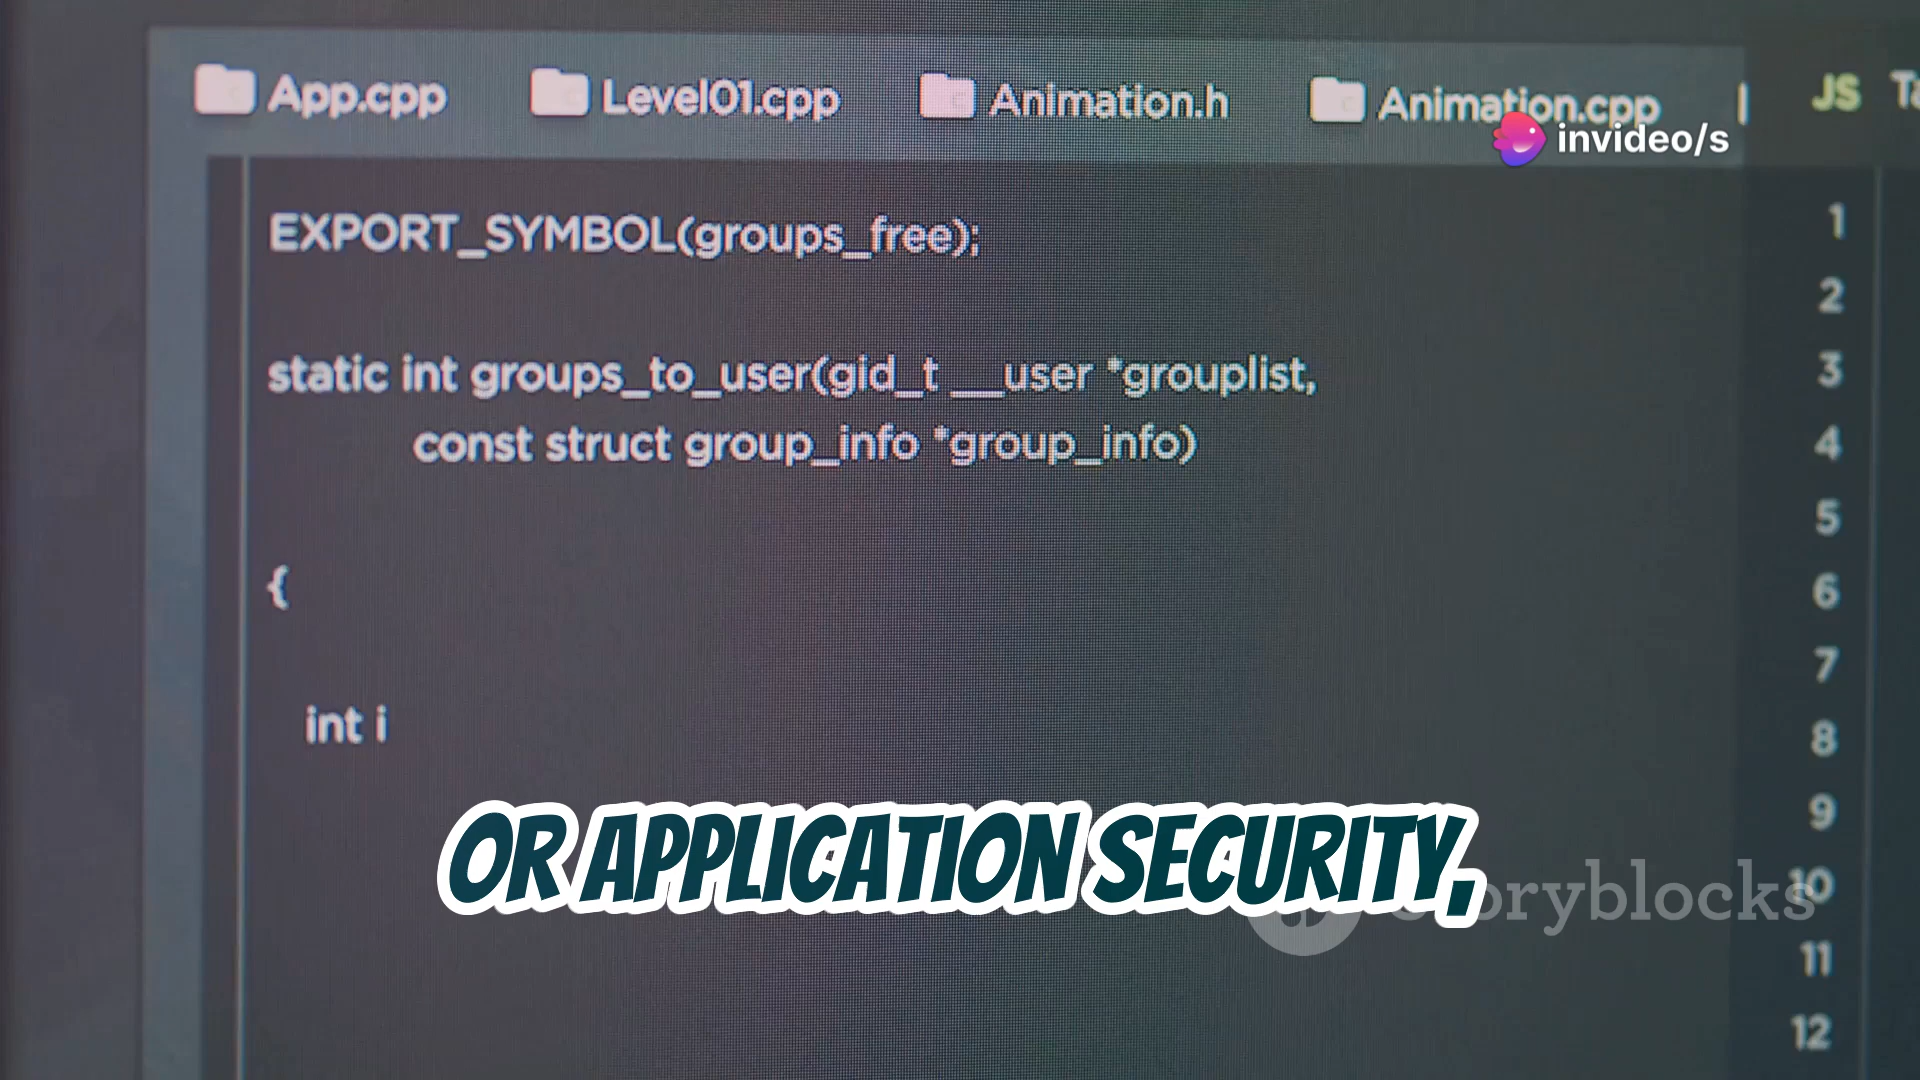 App.cpp
Level01.cpp
Animation.h
Animation.cpp
JS
invideo/s
EXPORT_SYMBOL(groups_free);
static int groups_to_user(gid_t __user *grouplist,
const struct group_info *group_info)
{
int i
OR APPLICATION SECURITY,
1
2
3
4
5
6
7
8
9
10
11
12